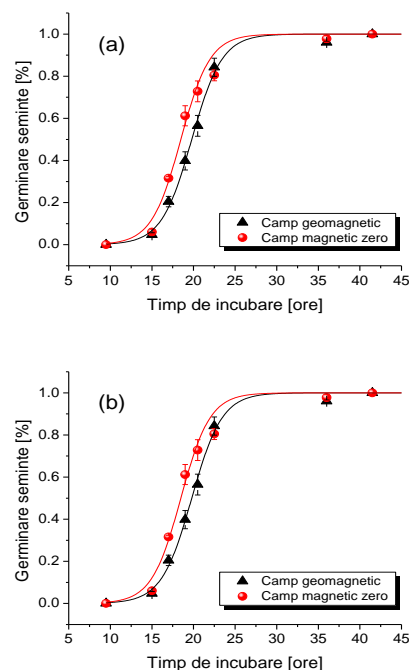 (a)
Germinare seminte [%]
1.0
0.8
0.6
0.4
0.2
0.0
Camp geomagnetic
Camp magnetic zero
5 10 15 20 25 30 35 40 45
Timp de incubare [ore]
(b)
Germinare seminte [%]
1.0
0.8
0.6
0.4
0.2
0.0
Camp geomagnetic
Camp magnetic zero
5 10 15 20 25 30 35 40 45
Timp de incubare [ore]